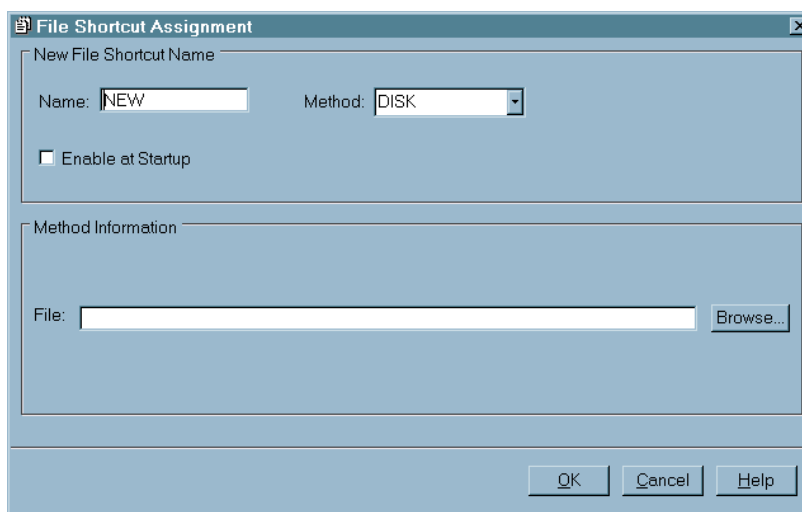 File Shortcut Assignment
New File Shortcut Name
Name: NEW Method: DISK
Enable at Startup
Method Information
File: Browse...
OK Cancel Help